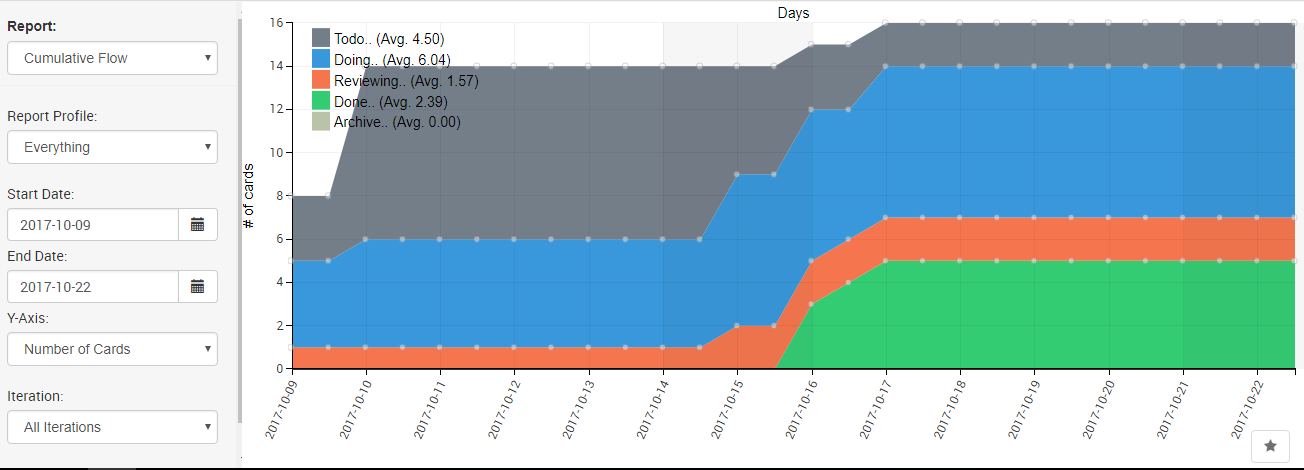 Report:
Cumulative Flow
Report Profile:
Everything
Start Date:
2017-10-09
End Date:
2017-10-22
Y-Axis:
Number of Cards
Iteration:
All Iterations
Days
Todo.. (Avg. 4.50)
Doing.. (Avg. 6.04)
Reviewing.. (Avg. 1.57)
Done.. (Avg. 2.39)
Archive.. (Avg. 0.00)
# of cards
16
14
12
10
8
6
4
2
0
2017-10-09
2017-10-10
2017-10-11
2017-10-12
2017-10-13
2017-10-14
2017-10-15
2017-10-16
2017-10-17
2017-10-18
2017-10-19
2017-10-20
2017-10-21
2017-10-22